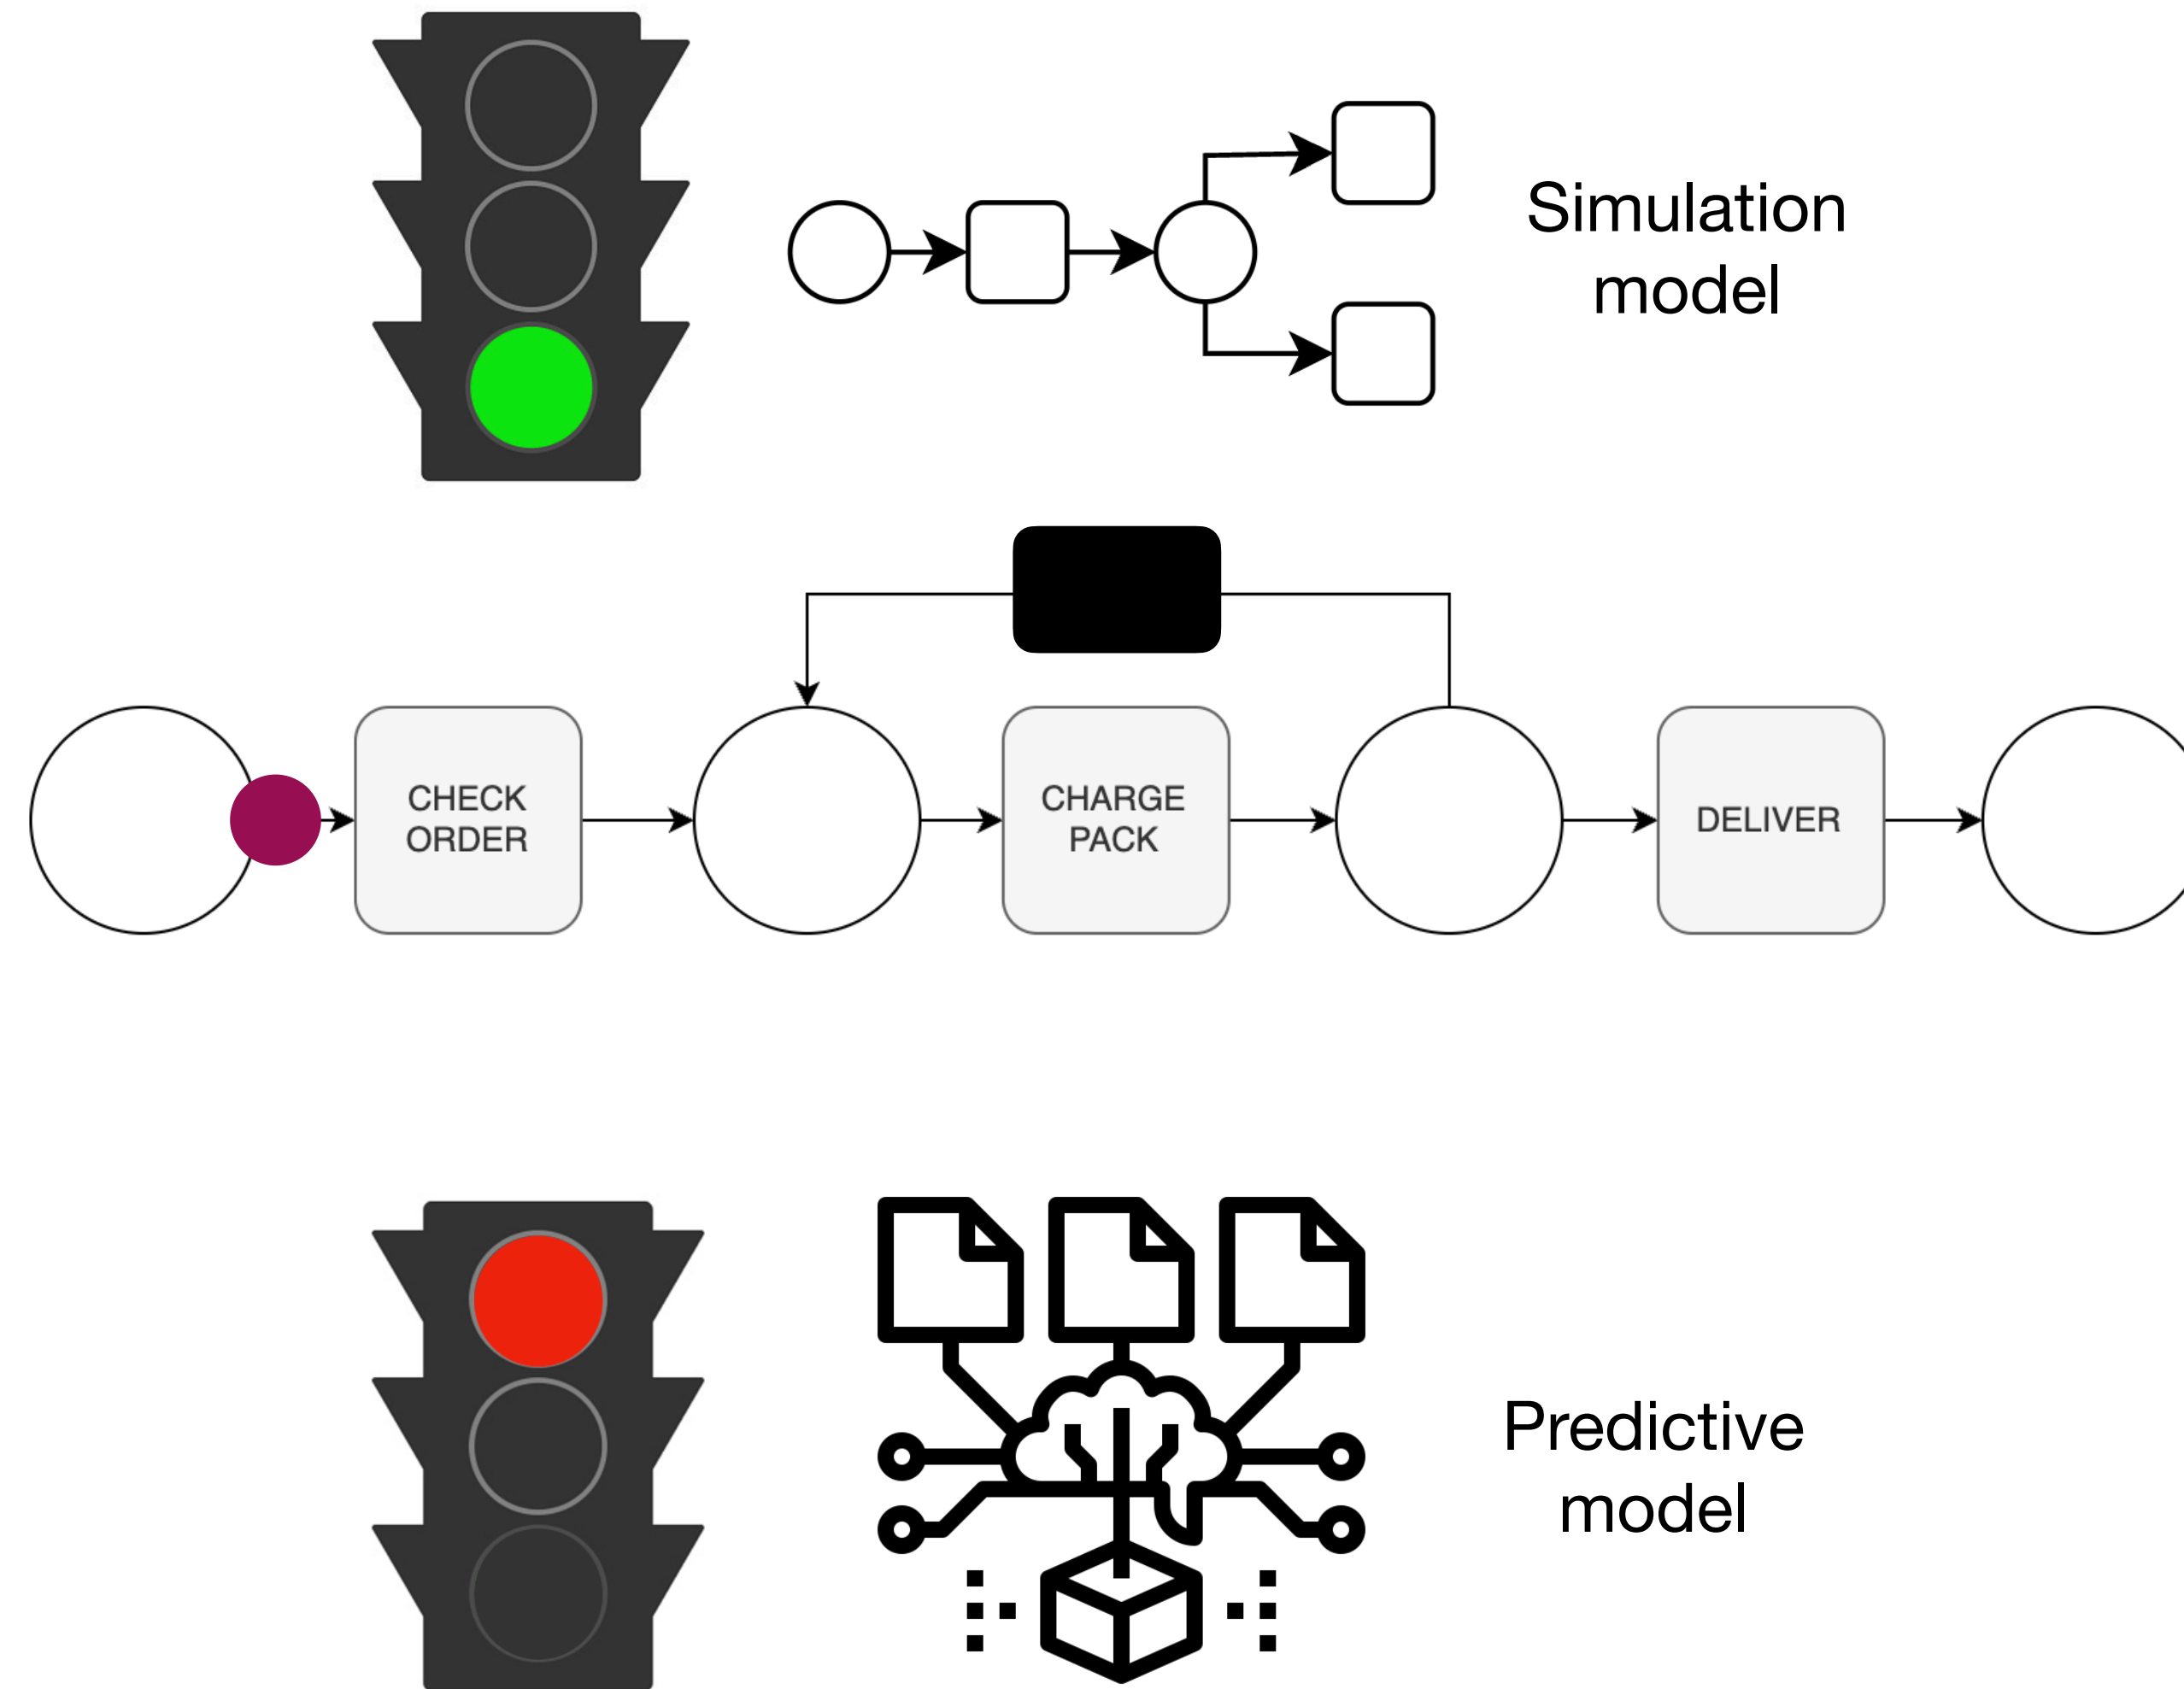 Simulation
model
CHECK
ORDER
CHARGE
PACK
DELIVER
Predictive
model